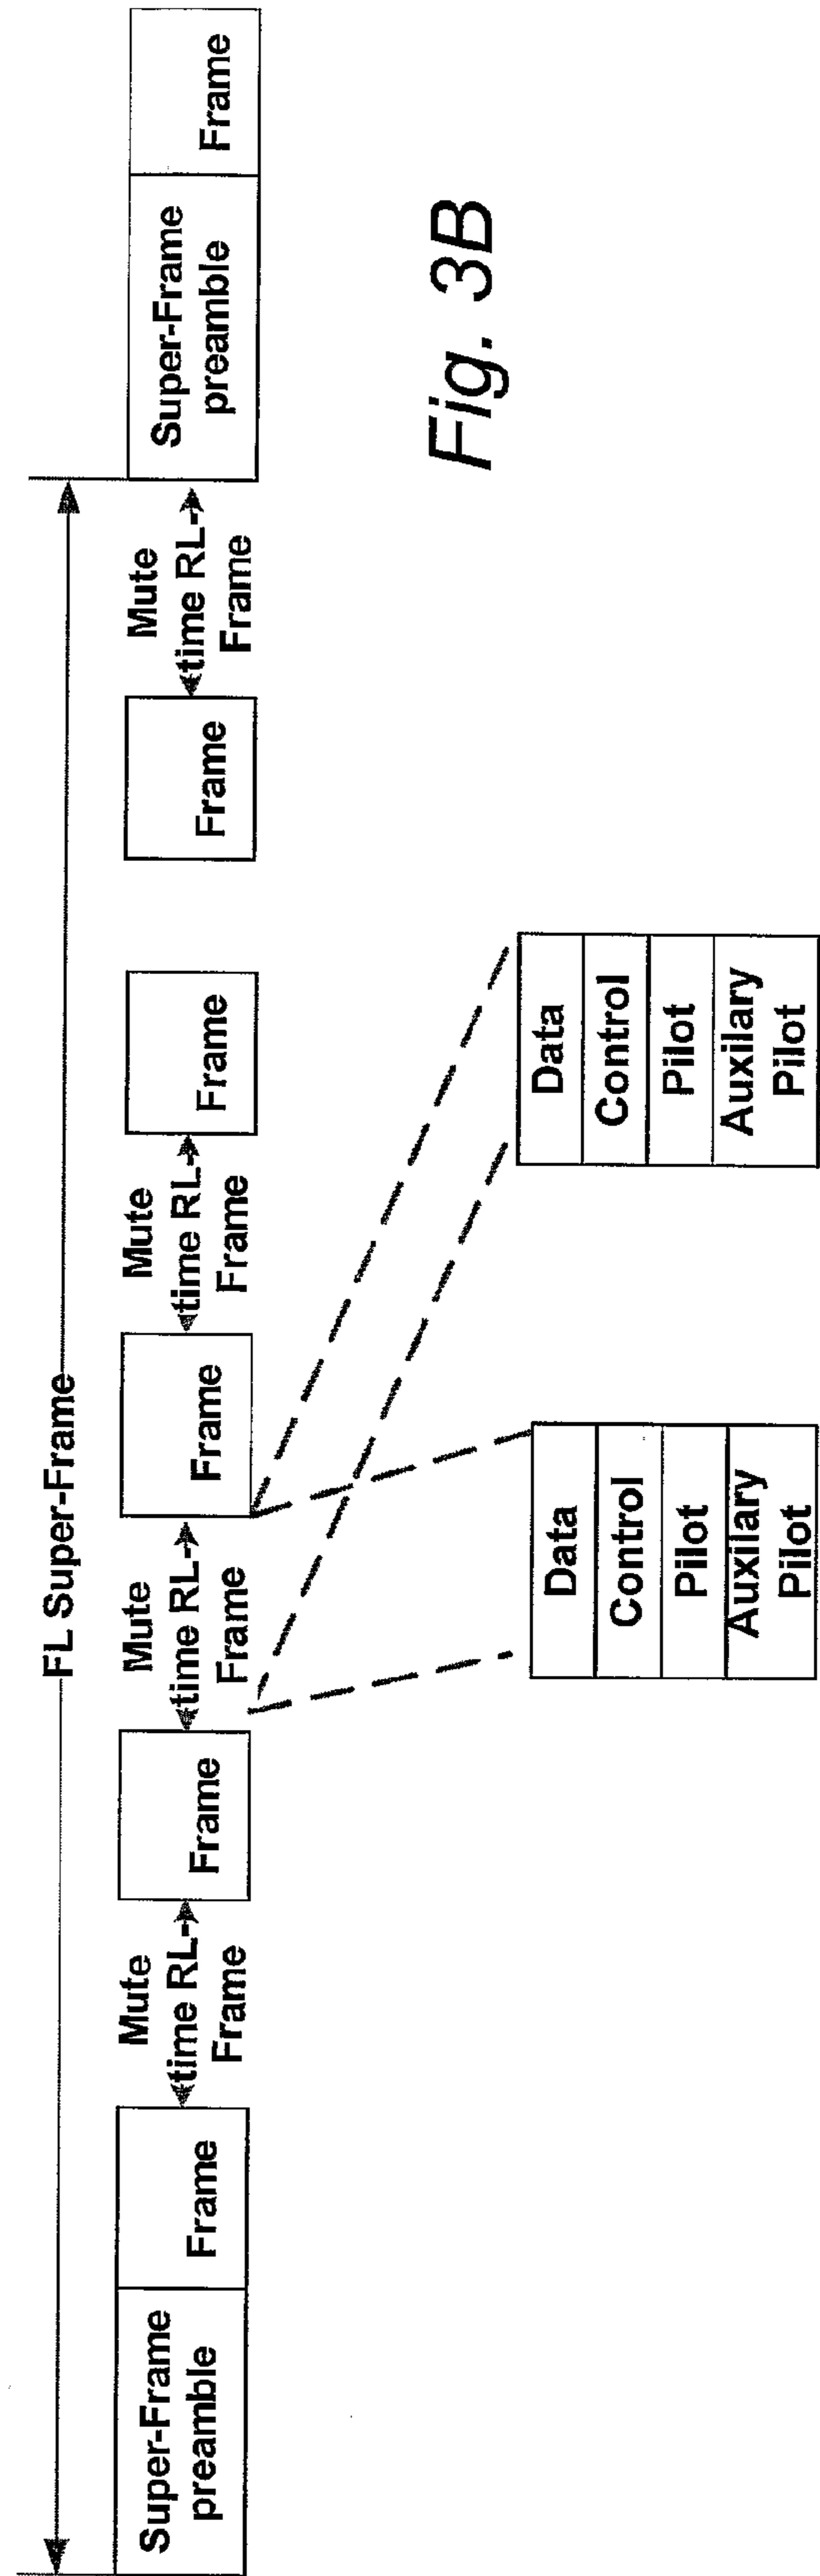 FL Super-Frame
Super-Frame
preamble
Frame
Mute
time RL-
Frame
Frame
Mute
time RL-
Frame
Frame
Mute
time RL-
Frame
Frame
Frame
Mute
time RL-
Frame
Super-Frame
preamble
Frame
Data
Control
Pilot
Auxilary
Pilot
Data
Control
Pilot
Auxilary
Pilot
Fig. 3B